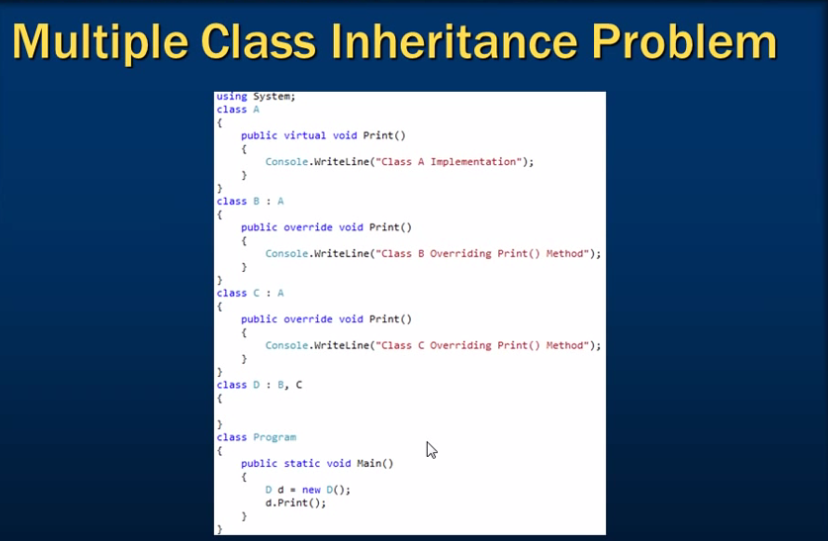 Multiple Class Inheritance Problem
using System;
class A
{
public virtual void Print()
{
Console.WriteLine("Class A Implementation");
}
}
class B : A
{
public override void Print()
{
Console.WriteLine("Class B Overriding Print() Method");
}
}
class C : A
{
public override void Print()
{
Console.WriteLine("Class C Overriding Print() Method");
}
}
class D : B, C
{
}
class Program
{
public static void Main()
{
D d = new D();
d.Print();
}
}